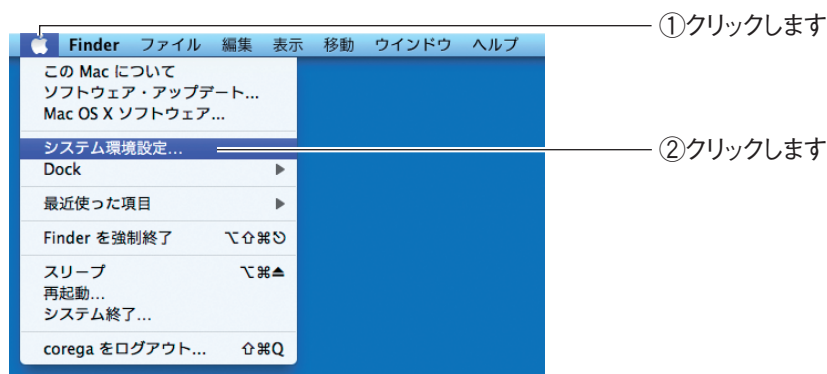 ①クリックします
Finder ファイル 編集 表示 移動 ウインドウ ヘルプ
この Mac について
ソフトウェア・アップデート...
Mac OS X ソフトウェア...
システム環境設定...
②クリックします
Dock ▶
最近使った項目 ▶
Finder を強制終了 ⌥⇧⌘⎋
スリープ ⌥⌘⏏
再起動...
システム終了...
corega をログアウト... ⇧⌘Q